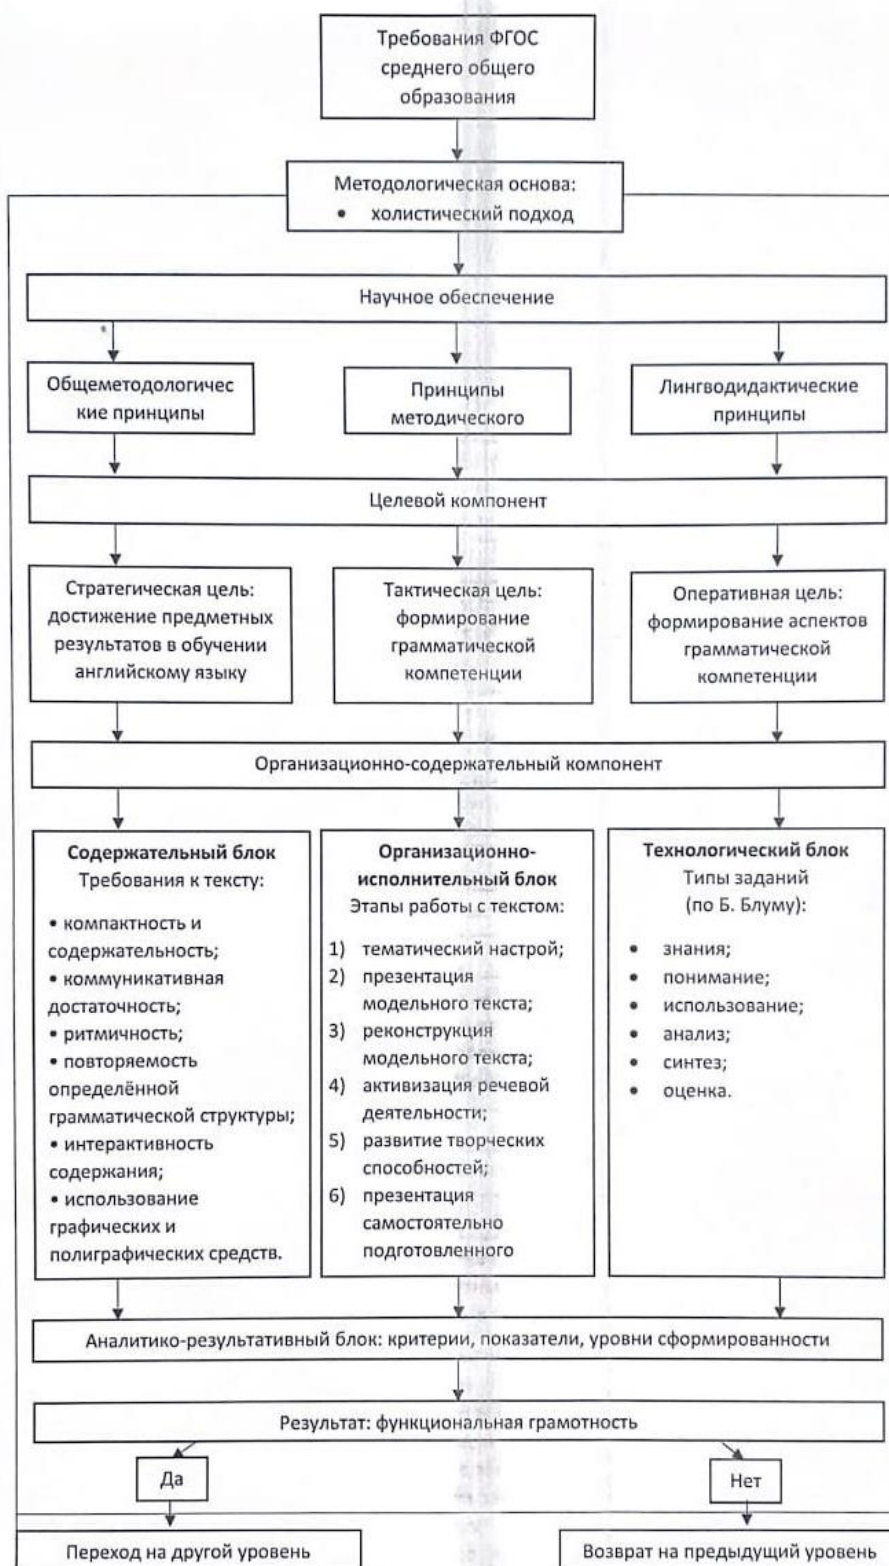 Требования ФГОС
среднего общего
образования
Методологическая основа:
• холистический подход
Научное обеспечение
Общеметодологичес
кие принципы
Принципы
методического
Лингводидактические
принципы
Целевой компонент
Стратегическая цель:
достижение предметных
результатов в обучении
английскому языку
Тактическая цель:
формирование
грамматической
компетенции
Оперативная цель:
формирование аспектов
грамматической
компетенции
Организационно-содержательный компонент
Содержательный блок
Требования к тексту:
• компактность и
содержательность;
• коммуникативная
достаточность;
• ритмичность;
• повторяемость
определённой
грамматической структуры;
• интерактивность
содержания;
• использование
графических и
полиграфических средств.
Организационно-
исполнительный блок
Этапы работы с текстом:
1) тематический настрой;
2) презентация
модельного текста;
3) реконструкция
модельного текста;
4) активизация речевой
деятельности;
5) развитие творческих
способностей;
6) презентация
самостоятельно
подготовленного
Технологический блок
Типы заданий
(по Б. Блуму):
• знания;
• понимание;
• использование;
• анализ;
• синтез;
• оценка.
Аналитико-результативный блок: критерии, показатели, уровни сформированности
Результат: функциональная грамотность
Да
Нет
Переход на другой уровень
Возврат на предыдущий уровень